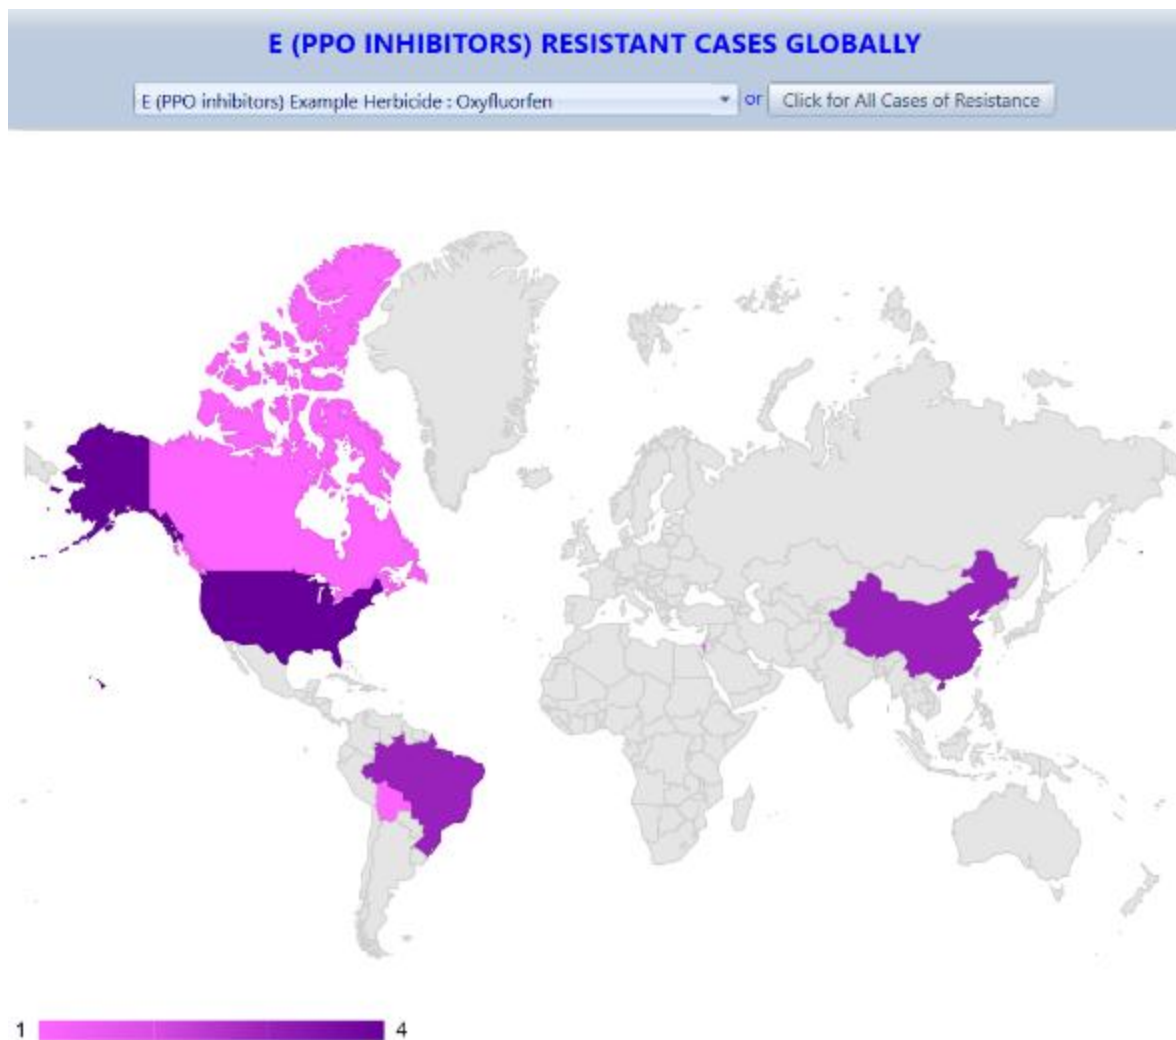 E (PPO INHIBITORS) RESISTANT CASES GLOBALLY
E (PPO inhibitors) Example Herbicide : Oxyfluorfen or Click for All Cases of Resistance
1 4